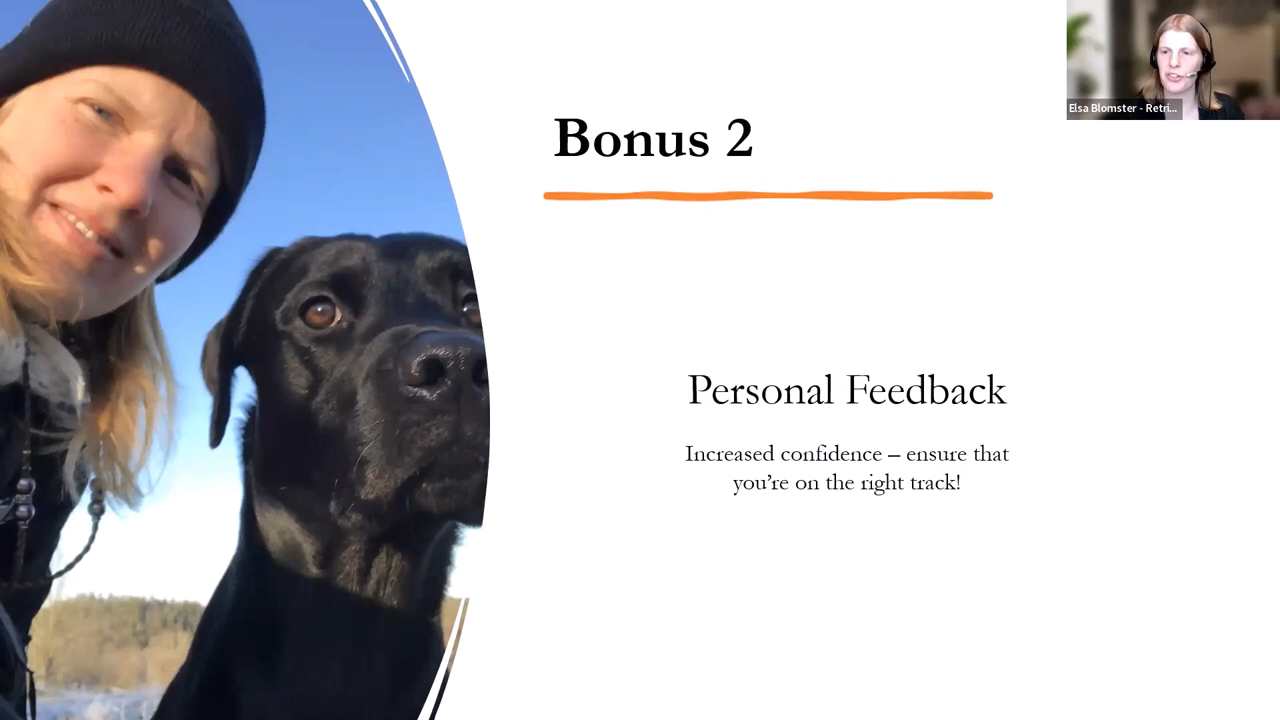 Elsa Blomster - Retri...
Bonus 2
Personal Feedback
Increased confidence – ensure that
you're on the right track!